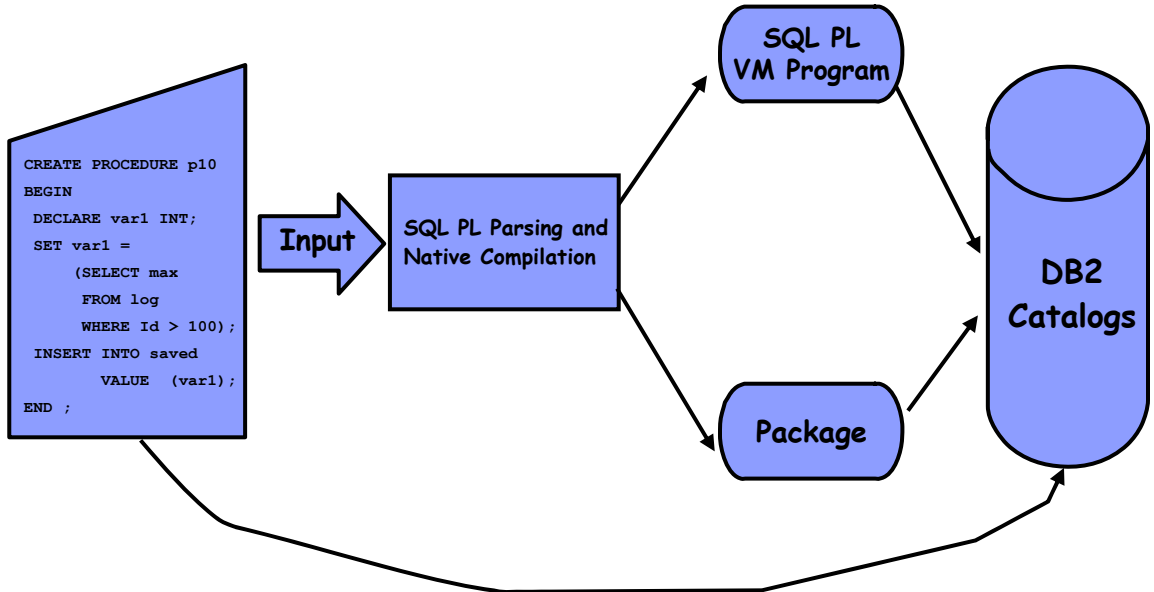 CREATE PROCEDURE p10
BEGIN
DECLARE var1 INT;
SET var1 =
(SELECT max
FROM log
WHERE Id > 100);
INSERT INTO saved
VALUE (var1);
END ;
Input
SQL PL Parsing and
Native Compilation
SQL PL
VM Program
Package
DB2
Catalogs